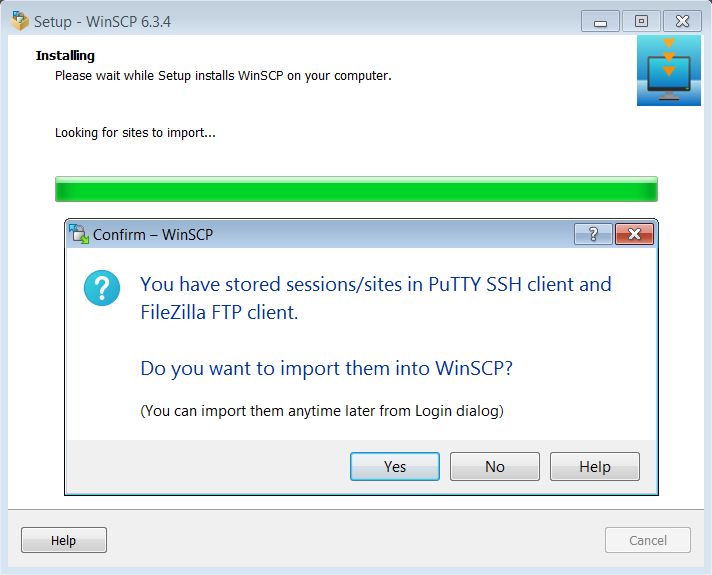 Setup - WinSCP 6.3.4
Installing
Please wait while Setup installs WinSCP on your computer.
Looking for sites to import...
Confirm – WinSCP
?
?
You have stored sessions/sites in PuTTY SSH client and
FileZilla FTP client.
Do you want to import them into WinSCP?
(You can import them anytime later from Login dialog)
Yes No Help
Help Cancel